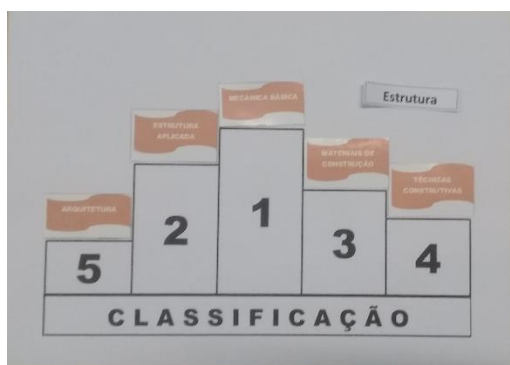 MECÂNICA BÁSICA
Estrutura
ESTRUTURA
APLICADA
MATERIAIS DE
CONSTRUÇÃO
TÉCNICAS
CONSTRUTIVAS
ARQUITETURA
1
2
3
4
5
CLASSIFICAÇÃO